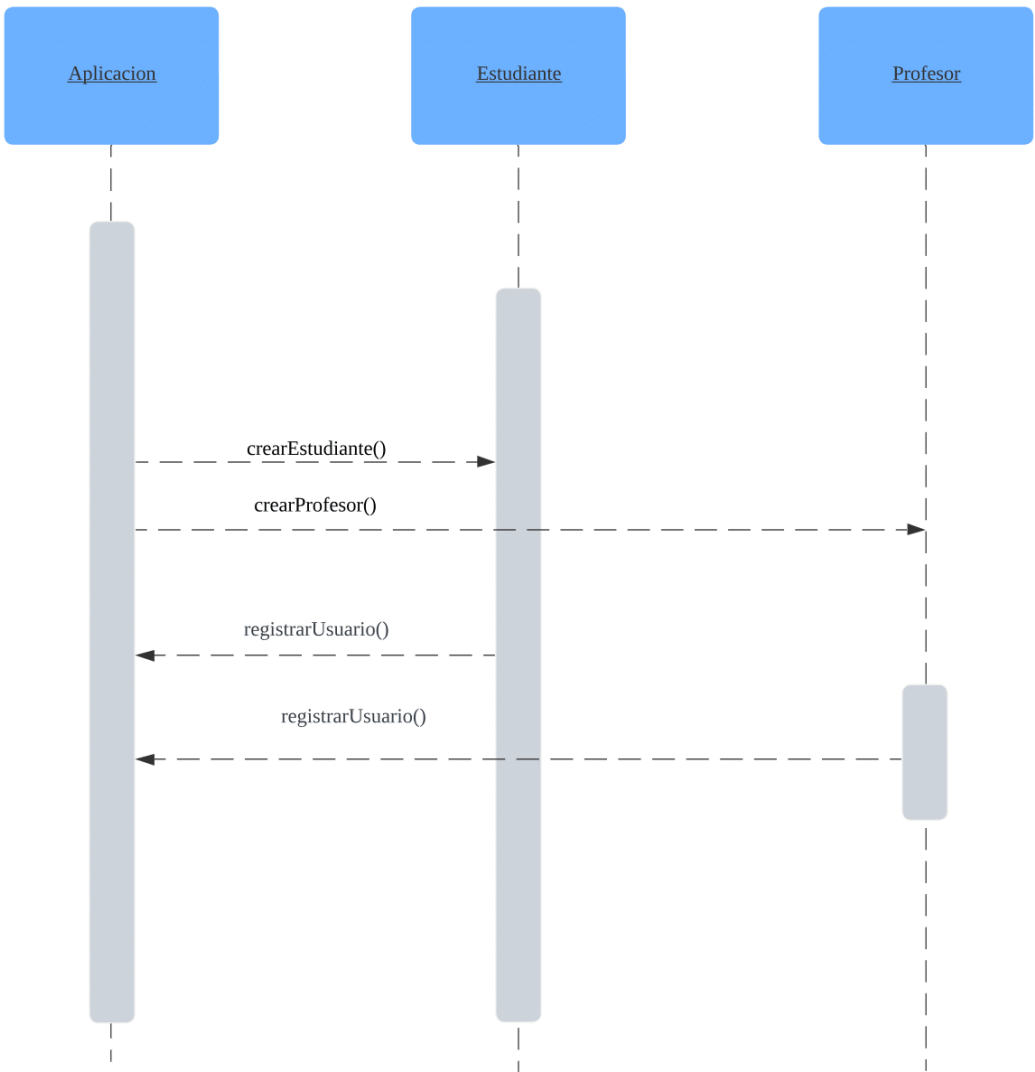 Aplicacion
Estudiante
Profesor
crearEstudiante()
crearProfesor()
registrarUsuario()
registrarUsuario()